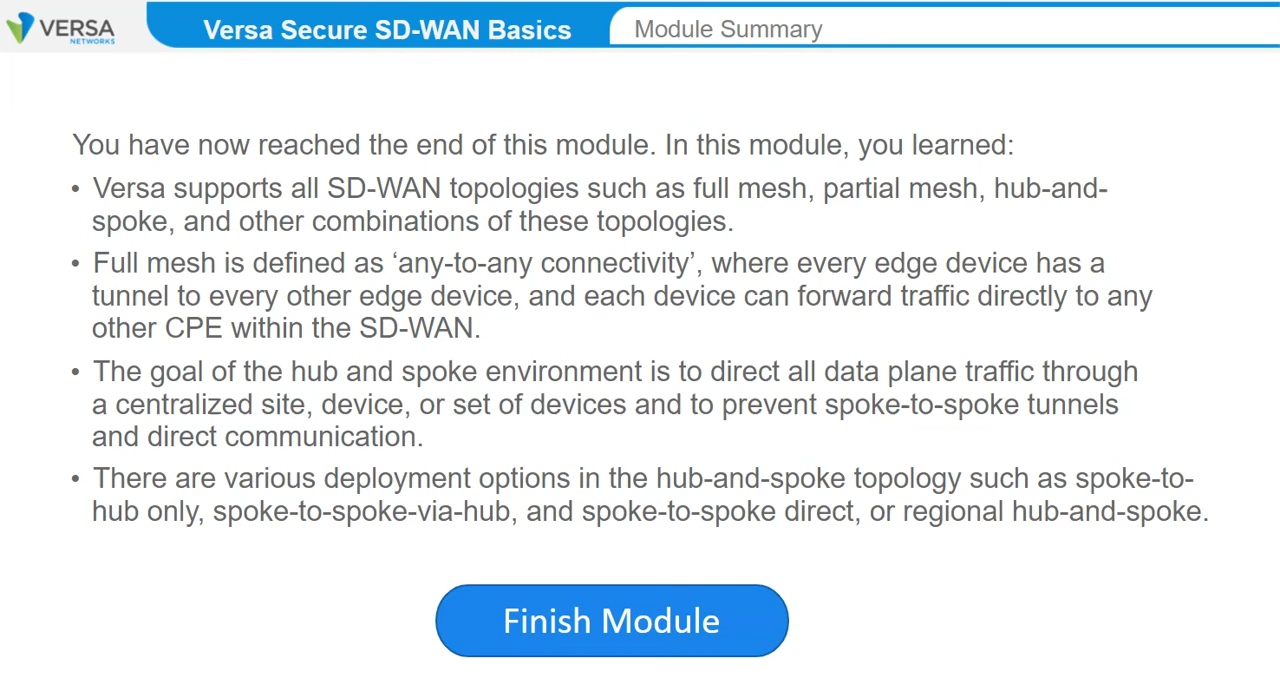 VERSA
NETWORKS
Versa Secure SD-WAN Basics
Module Summary
You have now reached the end of this module. In this module, you learned:
• Versa supports all SD-WAN topologies such as full mesh, partial mesh, hub-and-
spoke, and other combinations of these topologies.
• Full mesh is defined as ‘any-to-any connectivity’, where every edge device has a
tunnel to every other edge device, and each device can forward traffic directly to any
other CPE within the SD-WAN.
• The goal of the hub and spoke environment is to direct all data plane traffic through
a centralized site, device, or set of devices and to prevent spoke-to-spoke tunnels
and direct communication.
• There are various deployment options in the hub-and-spoke topology such as spoke-to-
hub only, spoke-to-spoke-via-hub, and spoke-to-spoke direct, or regional hub-and-spoke.
Finish Module